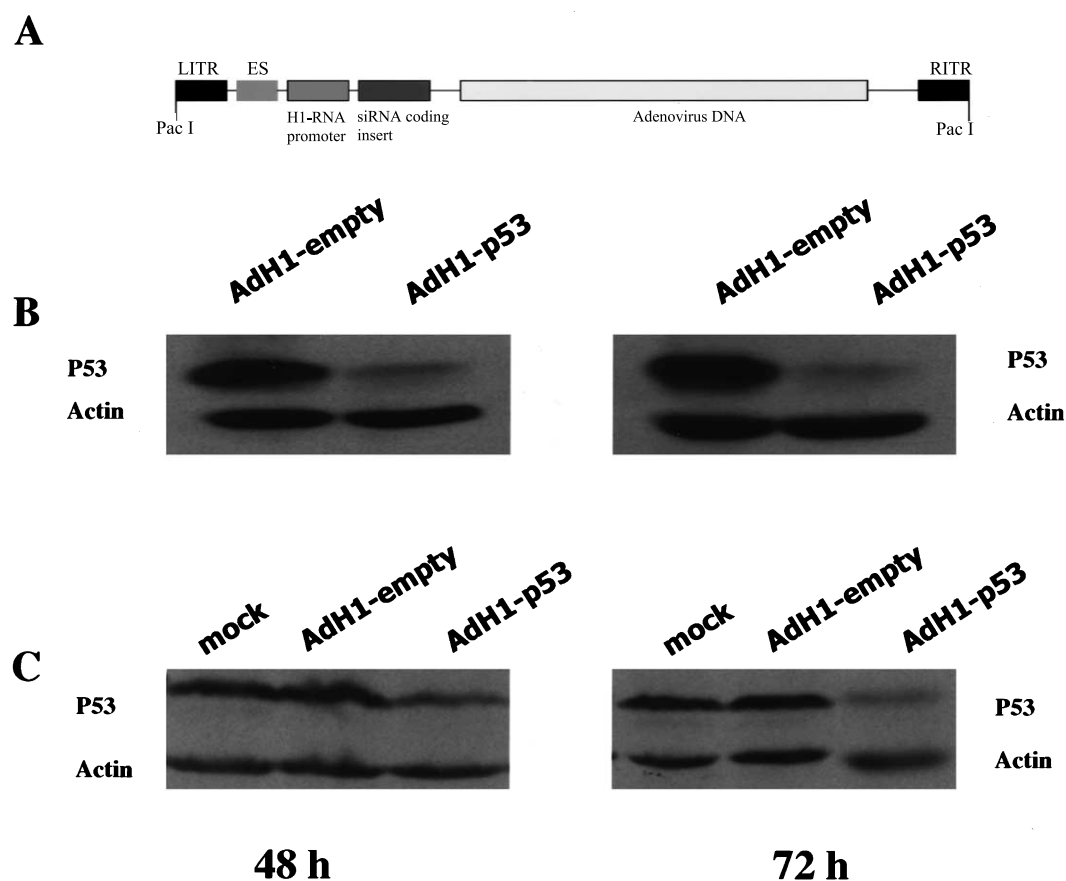 A
LITR ES RITR
Pac I H1-RNA promoter siRNA coding insert Adenovirus DNA Pac I
AdH1-empty AdH1-p53 AdH1-empty AdH1-p53
B
P53 P53
Actin Actin
mock AdH1-empty AdH1-p53 mock AdH1-empty AdH1-p53
C
P53 P53
Actin Actin
48 h 72 h